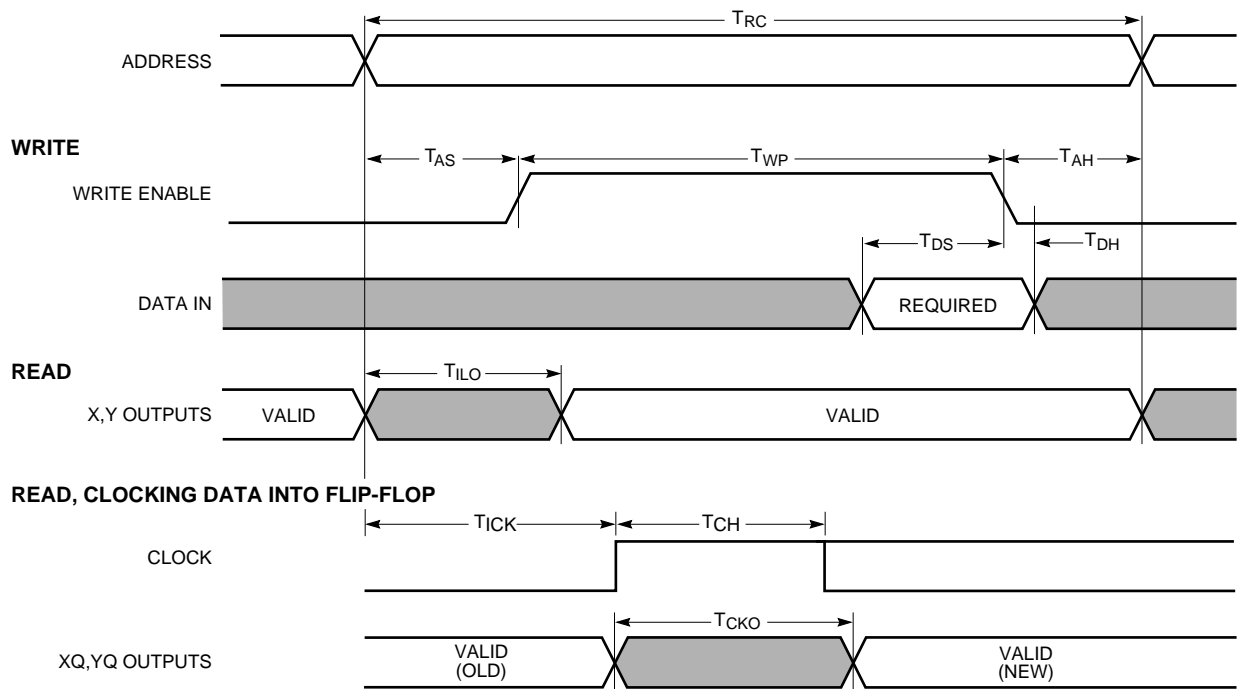 TRC
ADDRESS
WRITE
TAS
TWP
TAH
WRITE ENABLE
TDS
TDH
DATA IN
REQUIRED
READ
TILO
X,Y OUTPUTS
VALID
VALID
READ, CLOCKING DATA INTO FLIP-FLOP
TICK
TCH
CLOCK
TCKO
XQ,YQ OUTPUTS
VALID
(OLD)
VALID
(NEW)